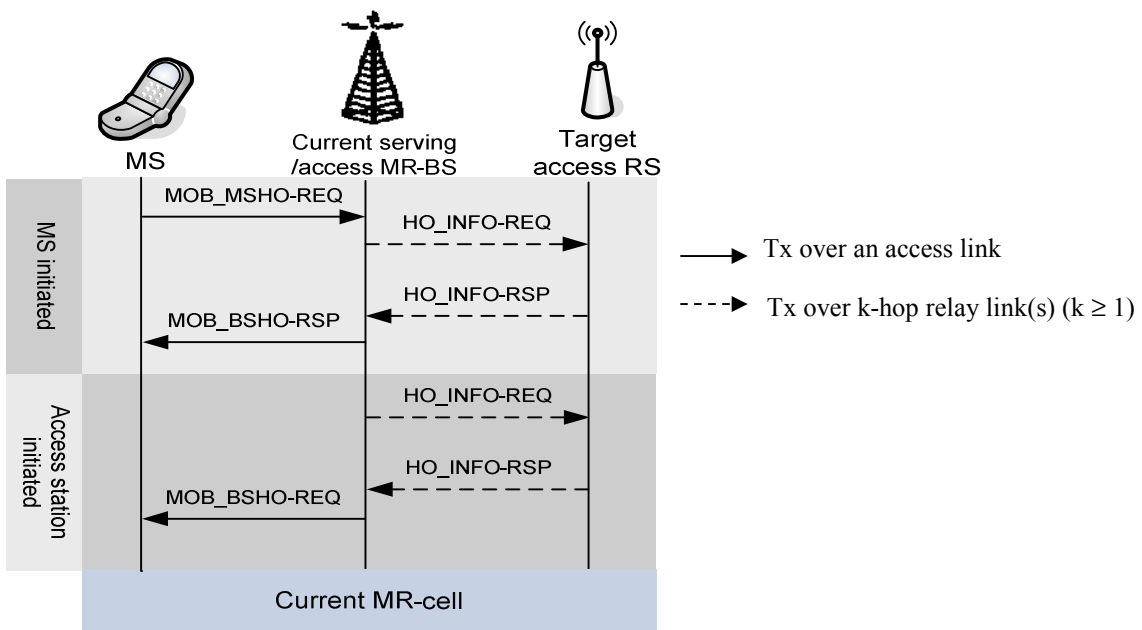 MS
Current serving
/access MR-BS
Target
access RS
MS initiated
MOB_MSHO-REQ
HO_INFO-REQ
HO_INFO-RSP
MOB_BSHO-RSP
Access station
initiated
HO_INFO-REQ
HO_INFO-RSP
MOB_BSHO-REQ
Current MR-cell
Tx over an access link
Tx over k-hop relay link(s) (k ≥ 1)